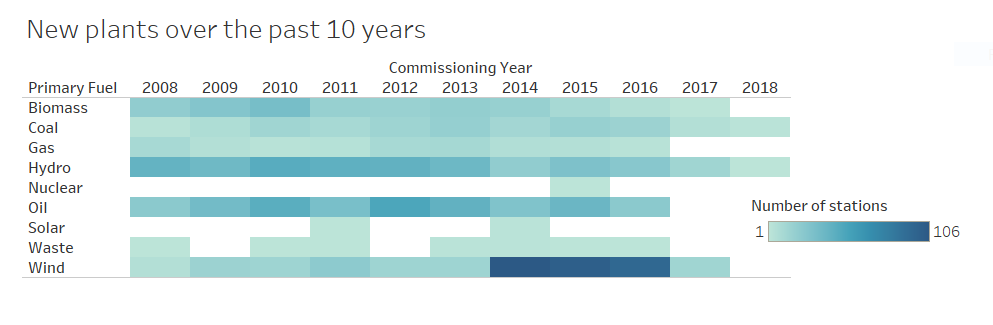 New plants over the past 10 years
Commissioning Year
Primary Fuel 2008 2009 2010 2011 2012 2013 2014 2015 2016 2017 2018
Biomass
Coal
Gas
Hydro
Nuclear
Oil
Solar
Waste
Wind
Number of stations
1 106